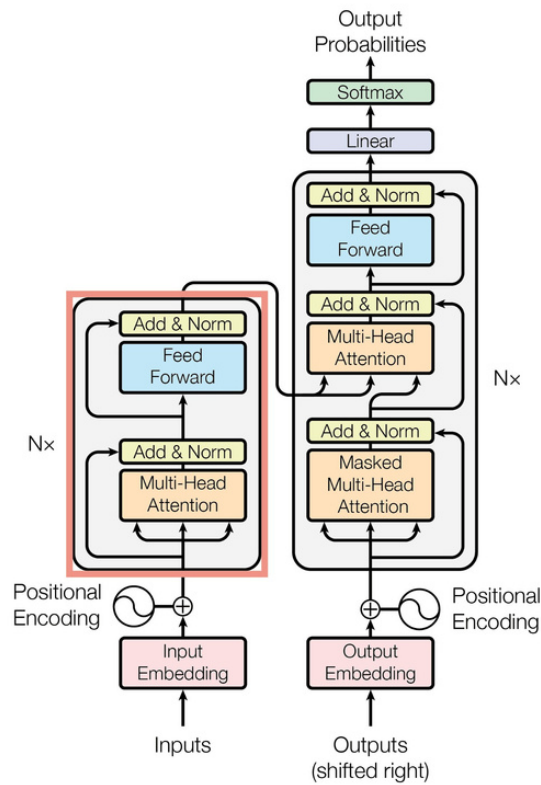 Output
Probabilities
Softmax
Linear
Add & Norm
Feed
Forward
Add & Norm
Multi-Head
Attention
Add & Norm
Masked
Multi-Head
Attention
N×
Add & Norm
Feed
Forward
Add & Norm
Multi-Head
Attention
N×
Positional
Encoding
Positional
Encoding
Input
Embedding
Output
Embedding
Inputs
Outputs
(shifted right)